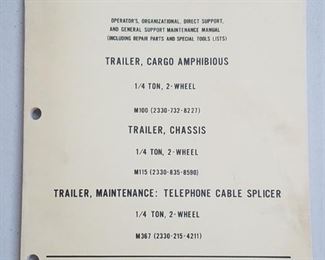 OPERATOR'S, ORGANIZATIONAL, DIRECT SUPPORT,
AND GENERAL SUPPORT MAINTENANCE MANUAL
(INCLUDING REPAIR PARTS AND SPECIAL TOOLS LISTS)
TRAILER, CARGO AMPHIBIOUS
1/4 TON, 2-WHEEL
M100 (2330-732-8227)
TRAILER, CHASSIS
1/4 TON, 2-WHEEL
M115 (2330-835-8590)
TRAILER, MAINTENANCE: TELEPHONE CABLE SPLICER
1/4 TON, 2-WHEEL
M367 (2330-215-4211)